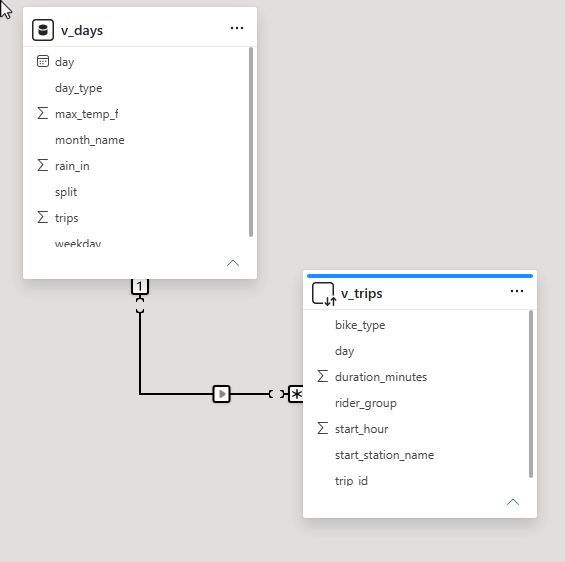 v_days
...
day
day_type
Σ max_temp_f
month_name
Σ rain_in
split
Σ trips
weekday
1
*
v_trips
...
bike_type
day
Σ duration_minutes
rider_group
Σ start_hour
start_station_name
trip_id